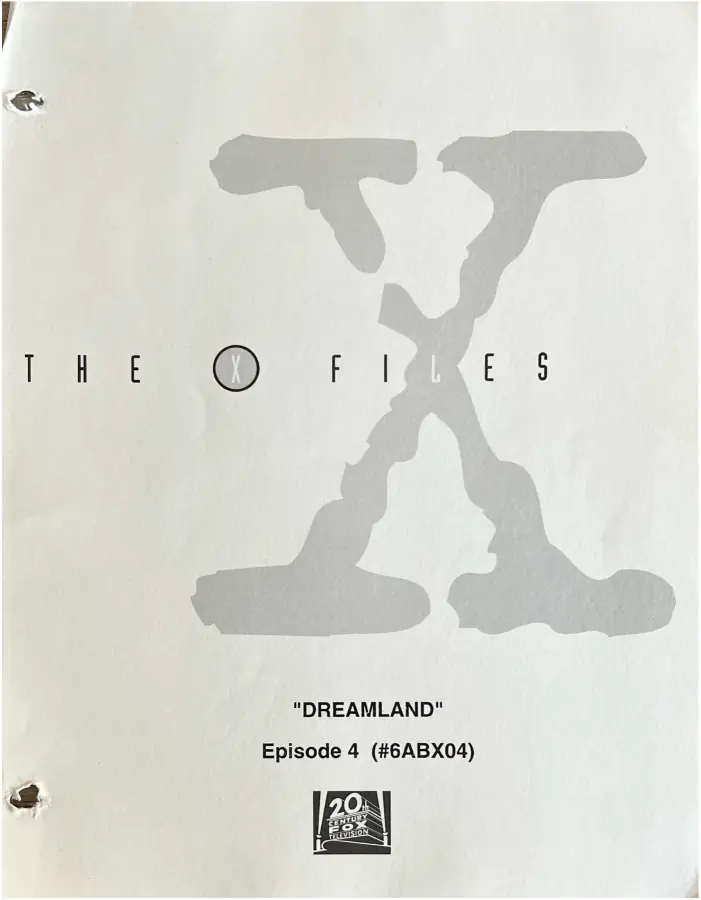 THE X FILES
"DREAMLAND"
Episode 4 (#6ABX04)
20th
CENTURY
FOX
TELEVISION